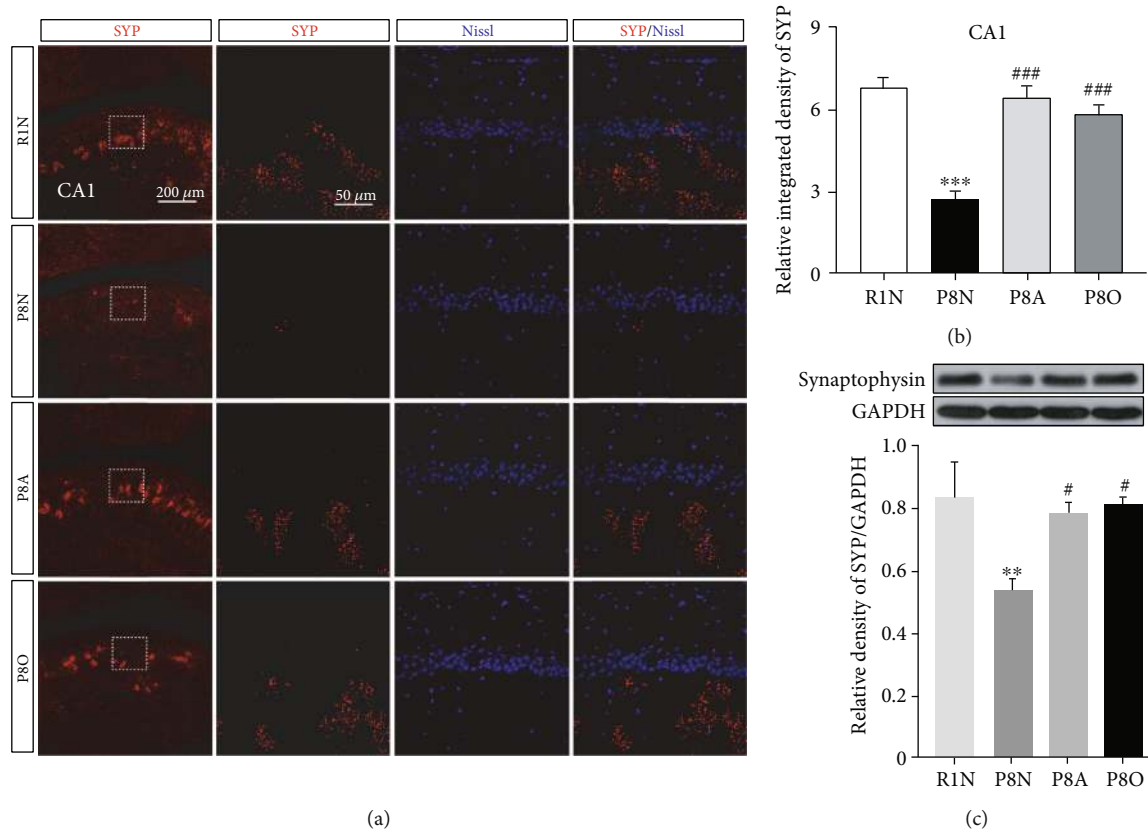 SYP
SYP
Nissl
SYP/Nissl
R1N
CA1
200 µm
50 µm
P8N
P8A
P8O
(a)
CA1
Relative integrated density of SYP
9
6
3
0
***
###
###
R1N P8N P8A P8O
(b)
Synaptophysin
GAPDH
Relative density of SYP/GAPDH
1.0
0.8
0.6
0.4
0.2
0
**
#
#
R1N P8N P8A P8O
(c)